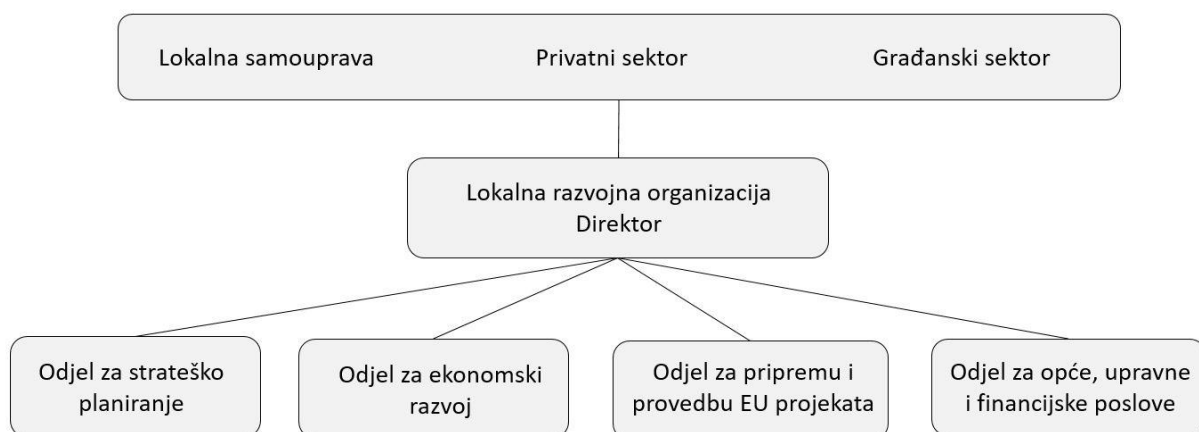 Lokalna samouprava
Privatni sektor
Građanski sektor
Lokalna razvojna organizacija
Direktor
Odjel za strateško
planiranje
Odjel za ekonomski
razvoj
Odjel za pripremu i
provedbu EU projekata
Odjel za opće, upravne
i financijske poslove